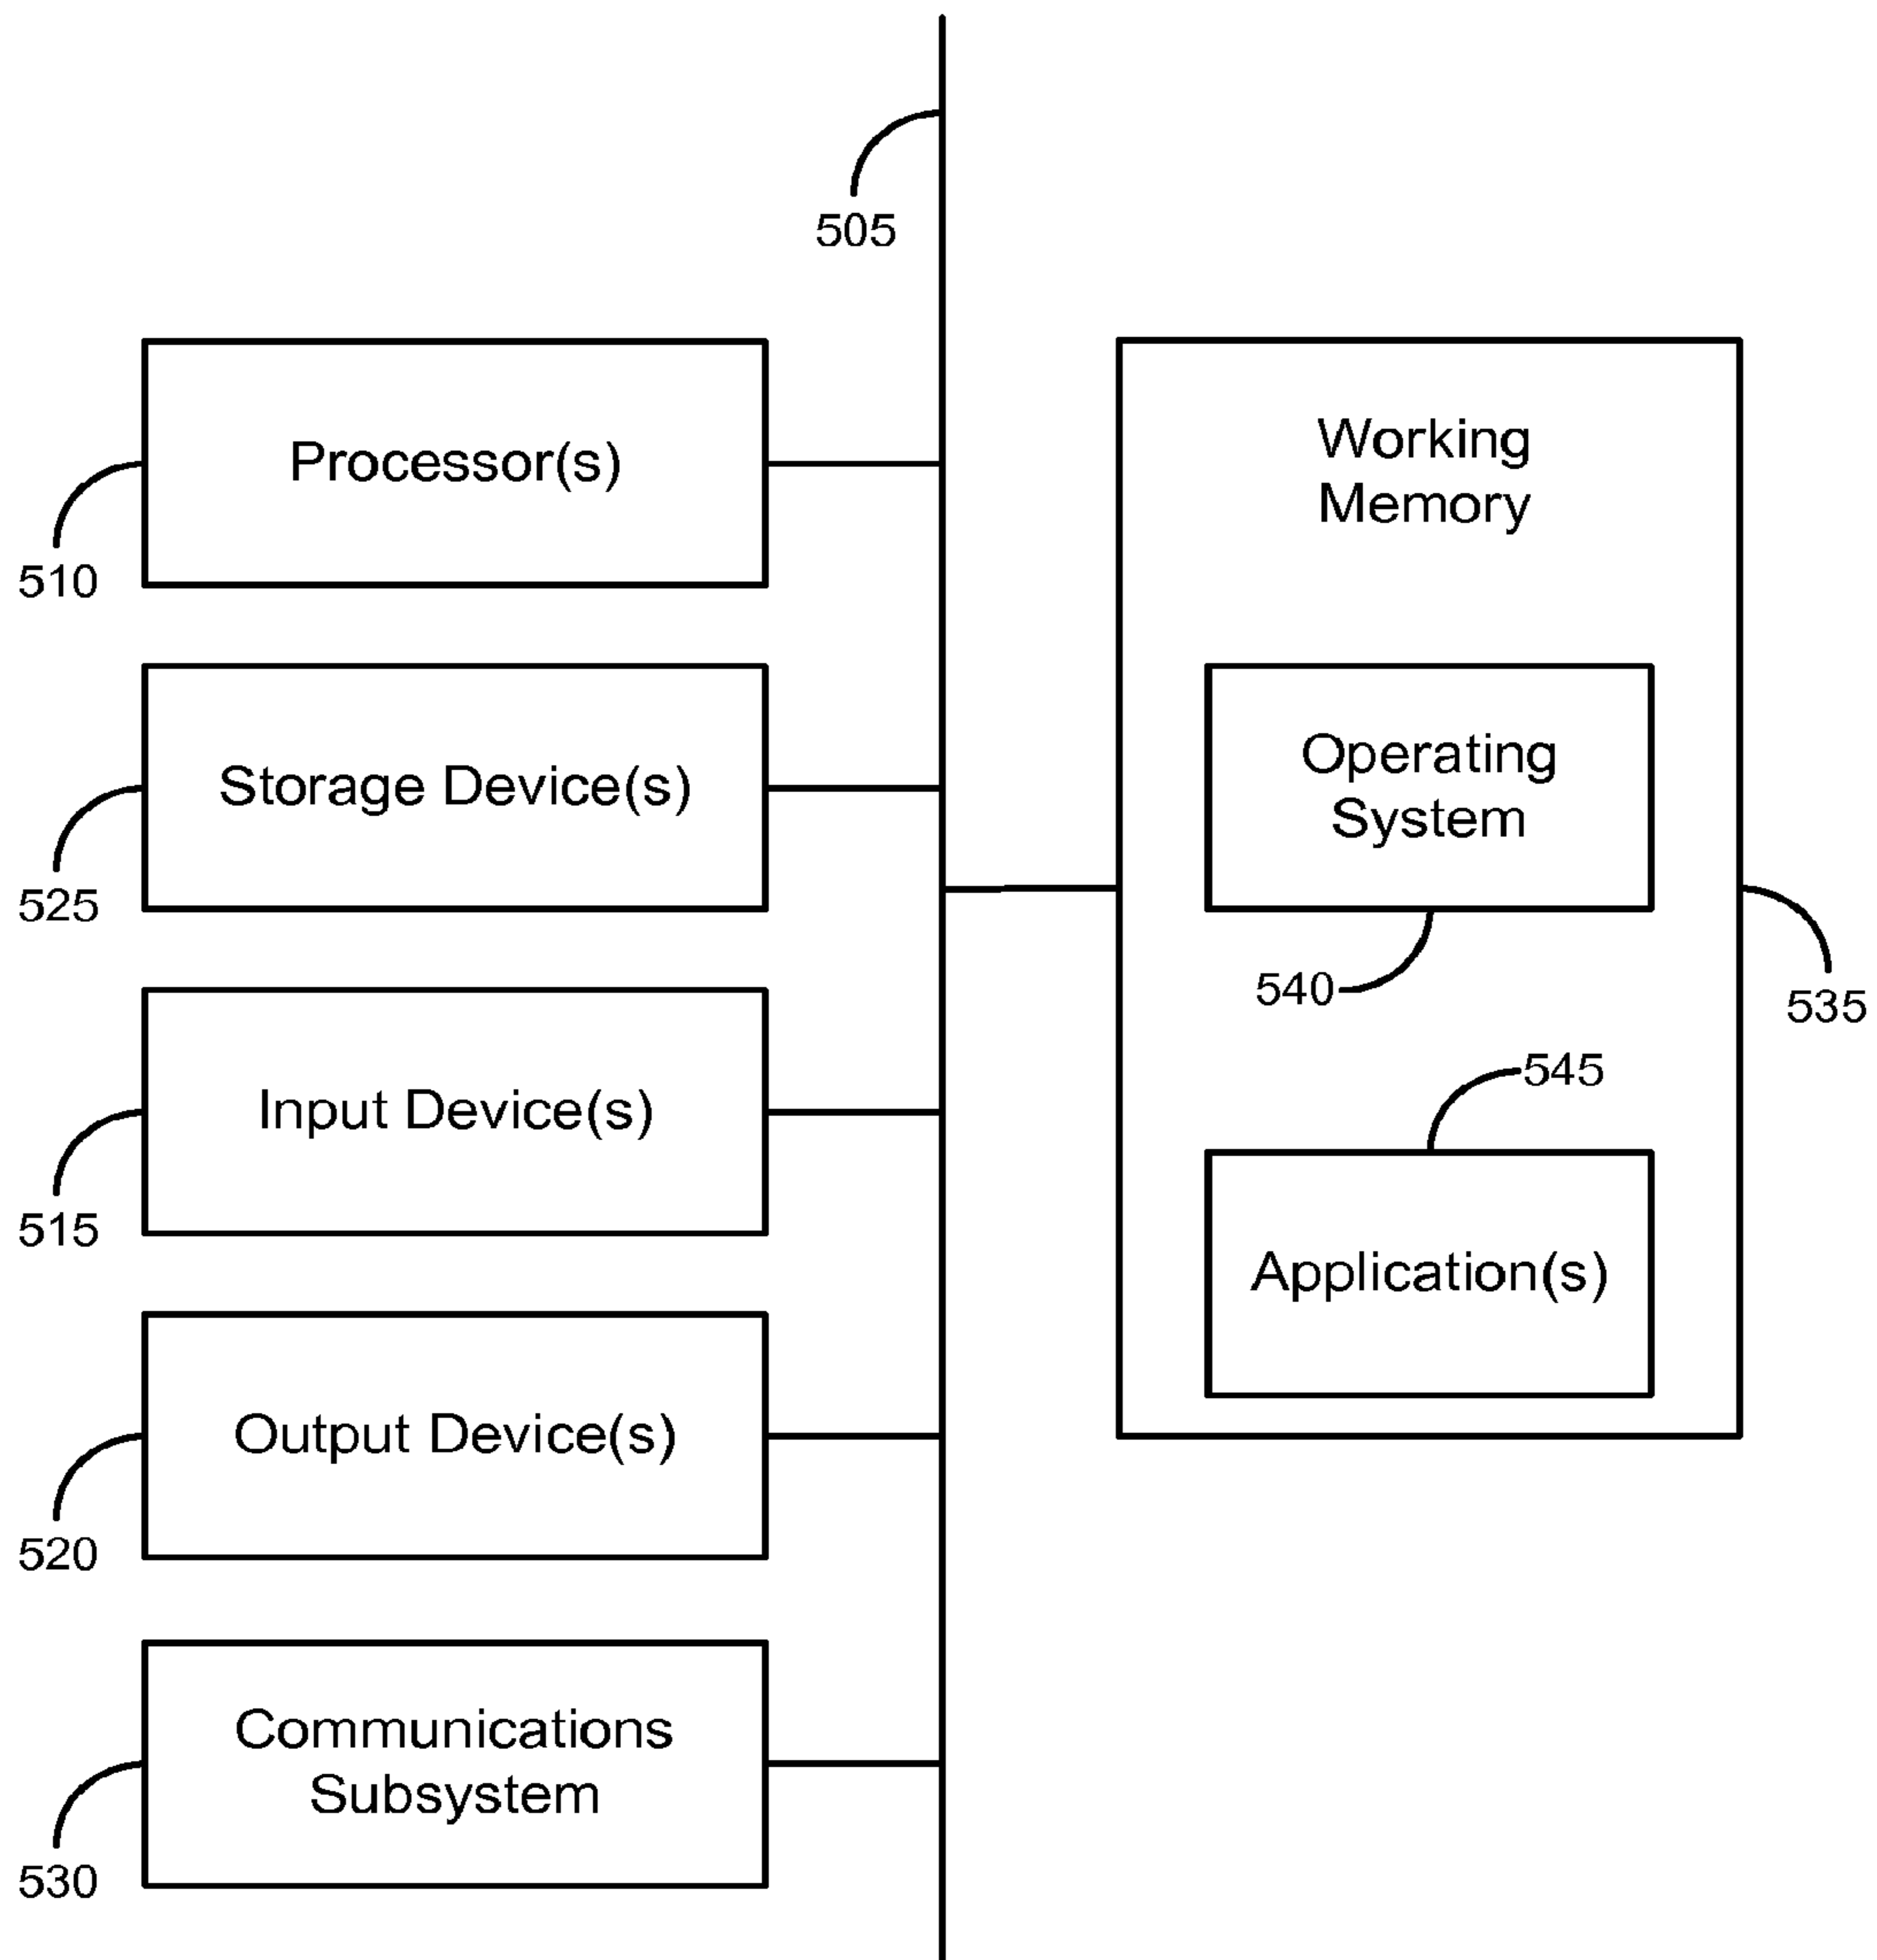 505
Processor(s)
510
Storage Device(s)
525
Input Device(s)
515
Output Device(s)
520
Communications
Subsystem
530
Working
Memory
Operating
System
540
535
545
Application(s)